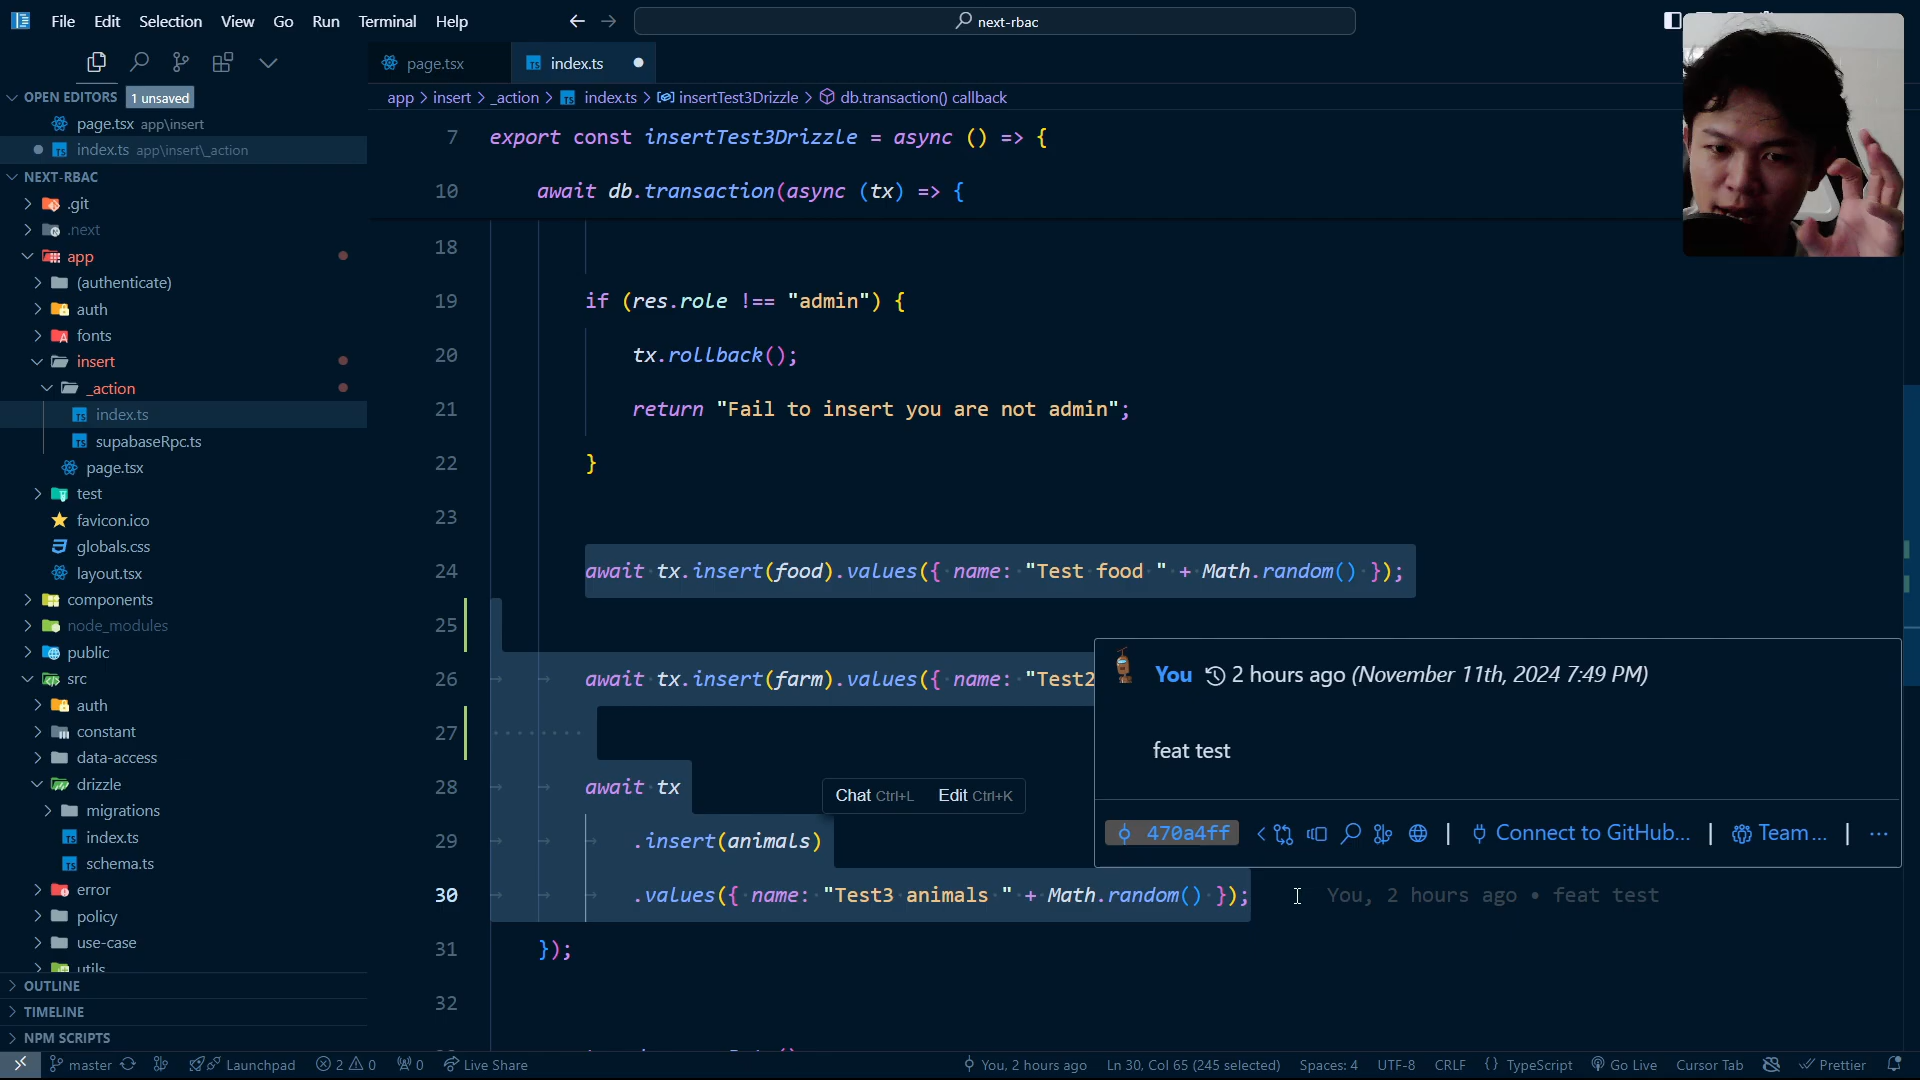 File Edit Selection View Go Run Terminal Help
next-rbac
page.tsx
index.ts
OPEN EDITORS 1 unsaved
page.tsx app\insert
index.ts app\insert\_action
NEXT-RBAC
.git
.next
app
(authenticate)
auth
fonts
insert
_action
index.ts
supabaseRpc.ts
page.tsx
test
favicon.ico
globals.css
layout.tsx
components
node_modules
public
src
auth
constant
data-access
drizzle
migrations
index.ts
schema.ts
error
policy
use-case
utils
OUTLINE
TIMELINE
NPM SCRIPTS
app > insert > _action > index.ts > insertTest3Drizzle > db.transaction() callback
7 export const insertTest3Drizzle = async () => {
10 await db.transaction(async (tx) => {
18
19 if (res.role !== "admin") {
20 tx.rollback();
21 return "Fail to insert you are not admin";
22 }
23
24 await tx.insert(food).values({ name: "Test food " + Math.random() });
25
26 await tx.insert(farm).values({ name: "Test2
27
28 await tx
29 .insert(animals)
30 .values({ name: "Test3 animals " + Math.random() }); You, 2 hours ago • feat test
31 });
32
Chat Ctrl+L Edit Ctrl+K
You 2 hours ago (November 11th, 2024 7:49 PM)
feat test
470a4ff | Connect to GitHub... | Team... | ...
master Launchpad 2 0 0 Live Share You, 2 hours ago Ln 30, Col 65 (245 selected) Spaces: 4 UTF-8 CRLF {} TypeScript Go Live Cursor Tab Prettier